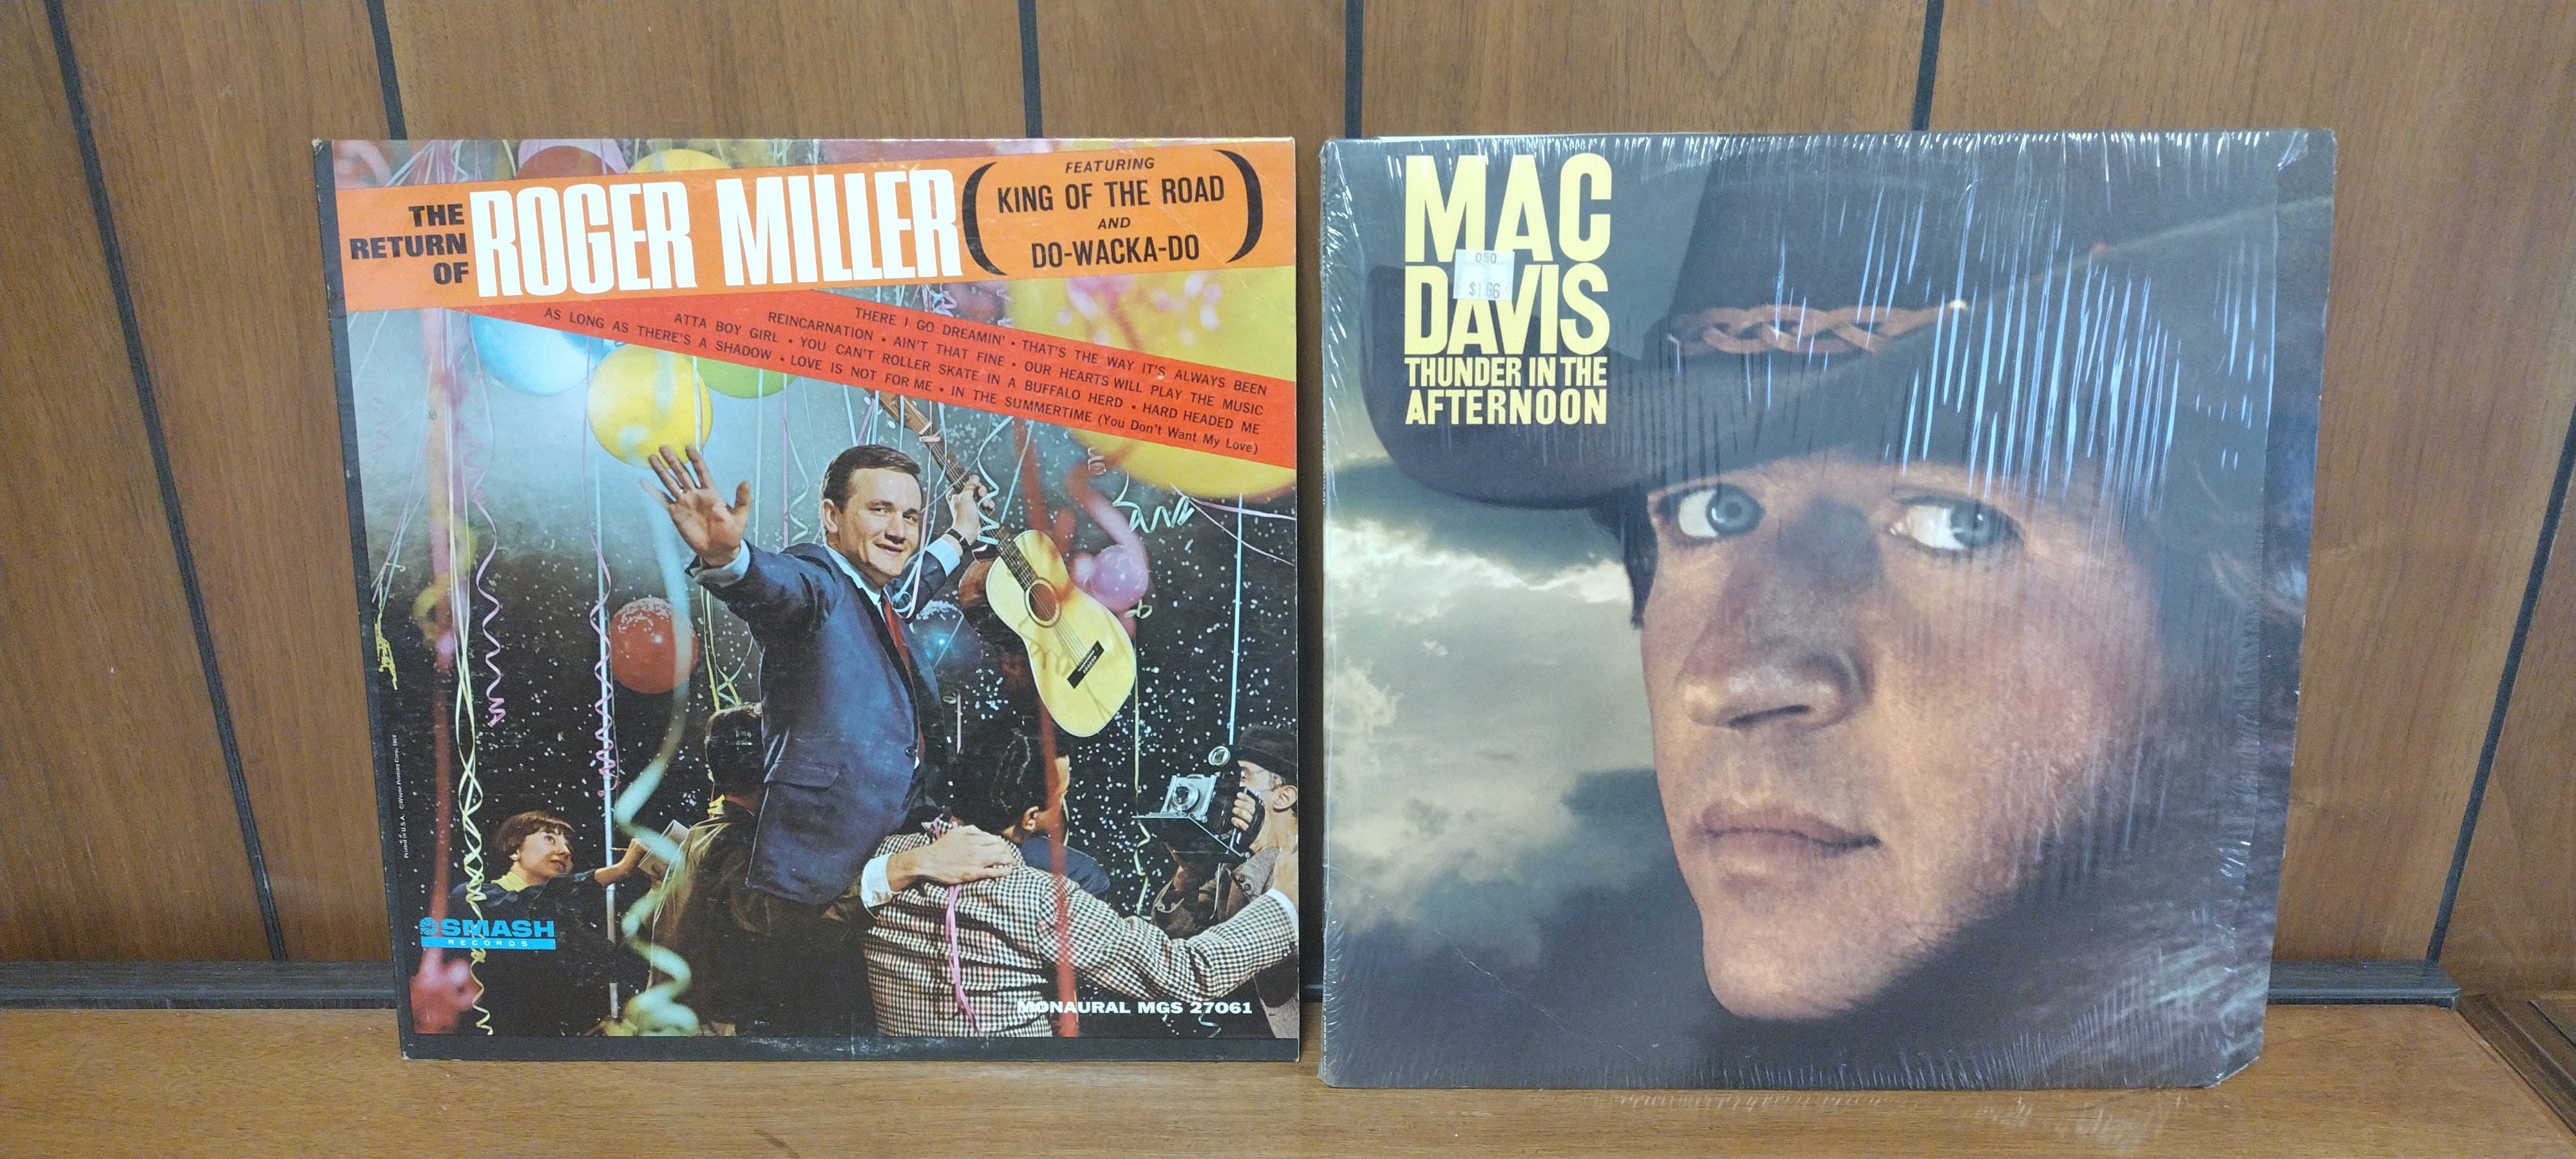 THE
RETURN
OF
ROGER MILLER
FEATURING
KING OF THE ROAD
AND
DO-WACKA-DO
THERE I GO DREAMIN' • THAT'S THE WAY IT'S ALWAYS BEEN
REINCARNATION • AIN'T THAT FINE • OUR HEARTS WILL PLAY THE MUSIC
ATTA BOY GIRL • YOU CAN'T ROLLER SKATE IN A BUFFALO HERD • HARD HEADED ME
AS LONG AS THERE'S A SHADOW • LOVE IS NOT FOR ME • IN THE SUMMERTIME (You Don't Want My Love)
SMASH
RECORDS
MONAURAL MGS 27061
Printed in U.S.A.
MAC
DAVIS
THUNDER IN THE
AFTERNOON
050
$1.66